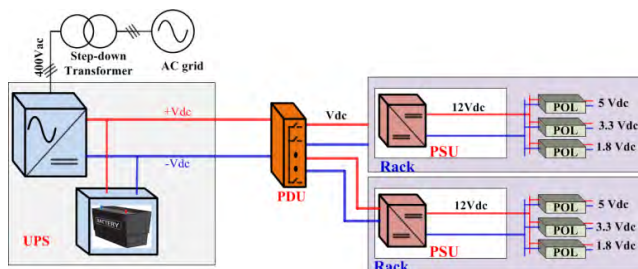 400Vac
Step-down
Transformer
AC grid
+Vdc
-Vdc
UPS
BATTERY
PDU
Vdc
12Vdc
PSU
Rack
POL
5 Vdc
POL
3.3 Vdc
POL
1.8 Vdc
12Vdc
PSU
Rack
POL
5 Vdc
POL
3.3 Vdc
POL
1.8 Vdc